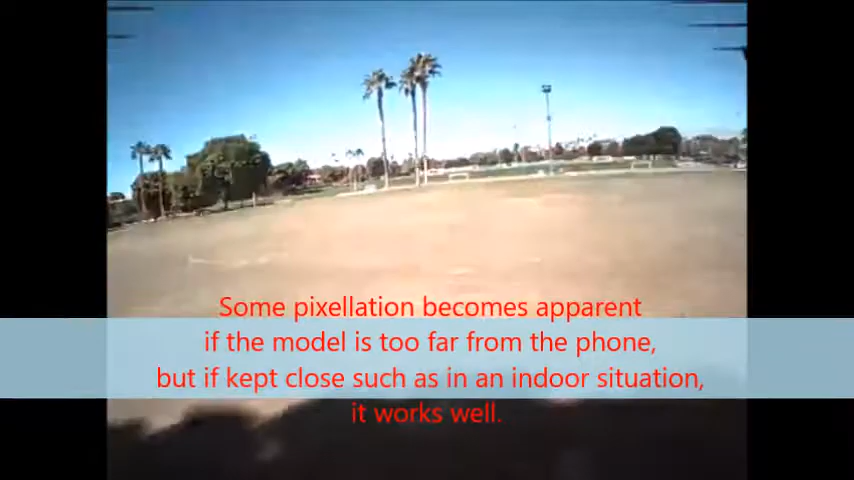 Some pixellation becomes apparent
if the model is too far from the phone,
but if kept close such as in an indoor situation,
it works well.